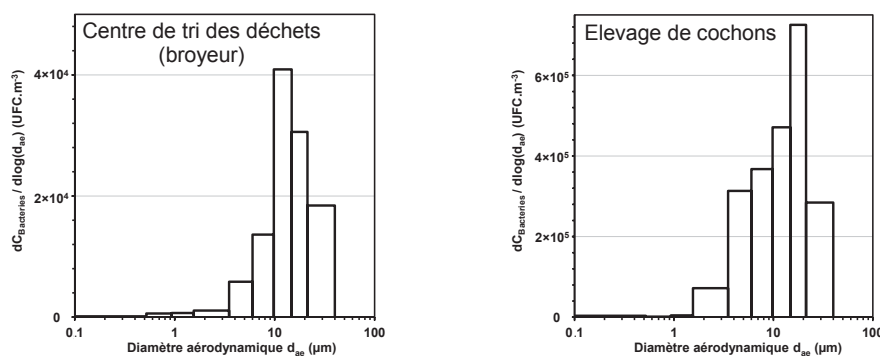 Centre de tri des déchets
(broyeur)
dC_Bacteries / dlog(d_ae) (UFC.m⁻³)
4×10⁴
2×10⁴
0
0.1 1 10 100
Diamètre aérodynamique d_ae (µm)
Elevage de cochons
dC_Bacteries / dlog(d_ae) (UFC.m⁻³)
6×10⁵
4×10⁵
2×10⁵
0
0.1 1 10 100
Diamètre aérodynamique d_ae (µm)